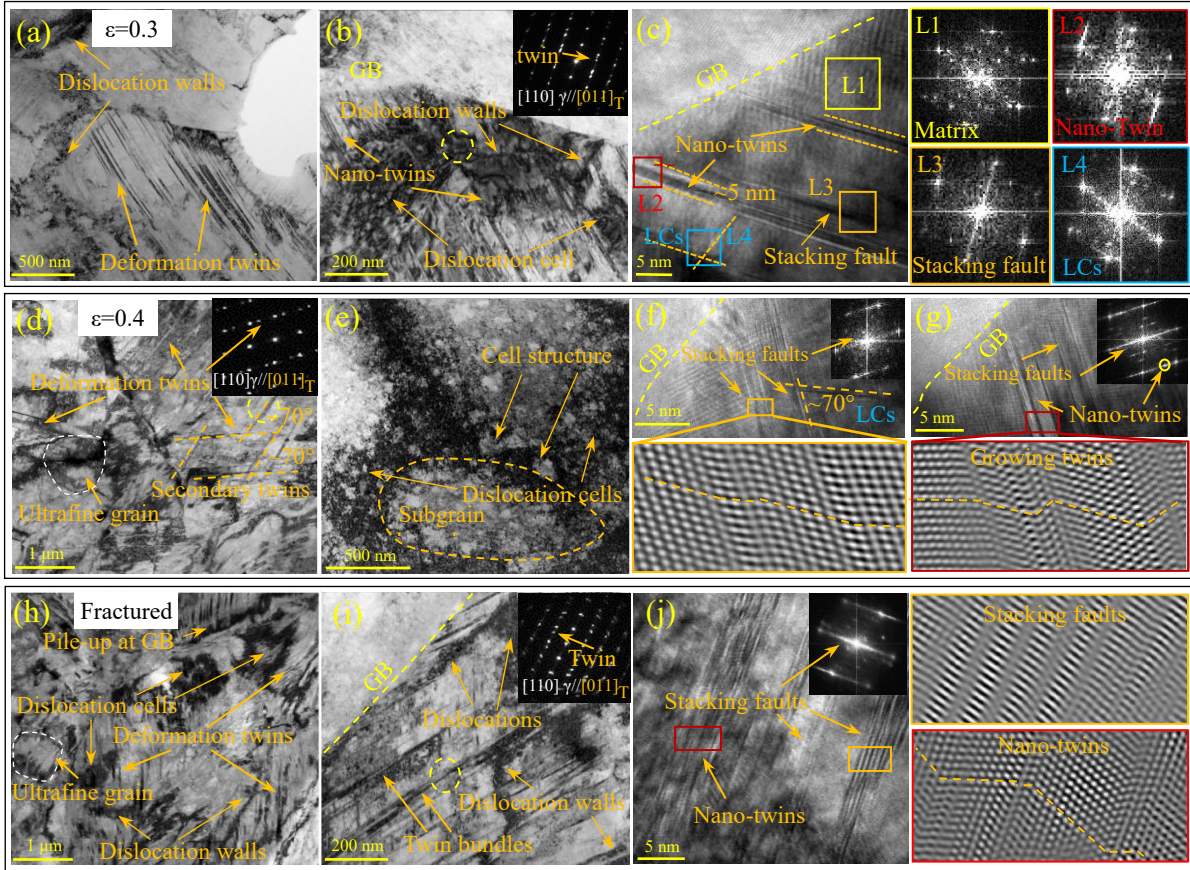 (a)
ε=0.3
Dislocation walls
Deformation twins
500 nm
(b)
GB
twin
[110] γ//[011]T
Dislocation walls
Nano-twins
Dislocation cell
200 nm
(c)
GB
L1
Nano-twins
~5 nm
L2
L3
LCs
L4
Stacking fault
5 nm
L1
Matrix
L2
Nano-Twin
L3
Stacking fault
L4
LCs
(d)
ε=0.4
Deformation twins
[110]γ//[011]T
~70°
~70°
Secondary twins
Ultrafine grain
1 μm
(e)
Cell structure
Dislocation cells
Subgrain
500 nm
(f)
GB
Stacking faults
~70°
LCs
5 nm
(g)
GB
Stacking faults
Nano-twins
5 nm
Growing twins
(h)
Fractured
Pile-up at GB
Dislocation cells
Deformation twins
Ultrafine grain
Dislocation walls
1 μm
(i)
GB
Twin
[110] γ//[011]T
Dislocations
Dislocation walls
Twin bundles
200 nm
(j)
Stacking faults
Nano-twins
5 nm
Stacking faults
Nano-twins